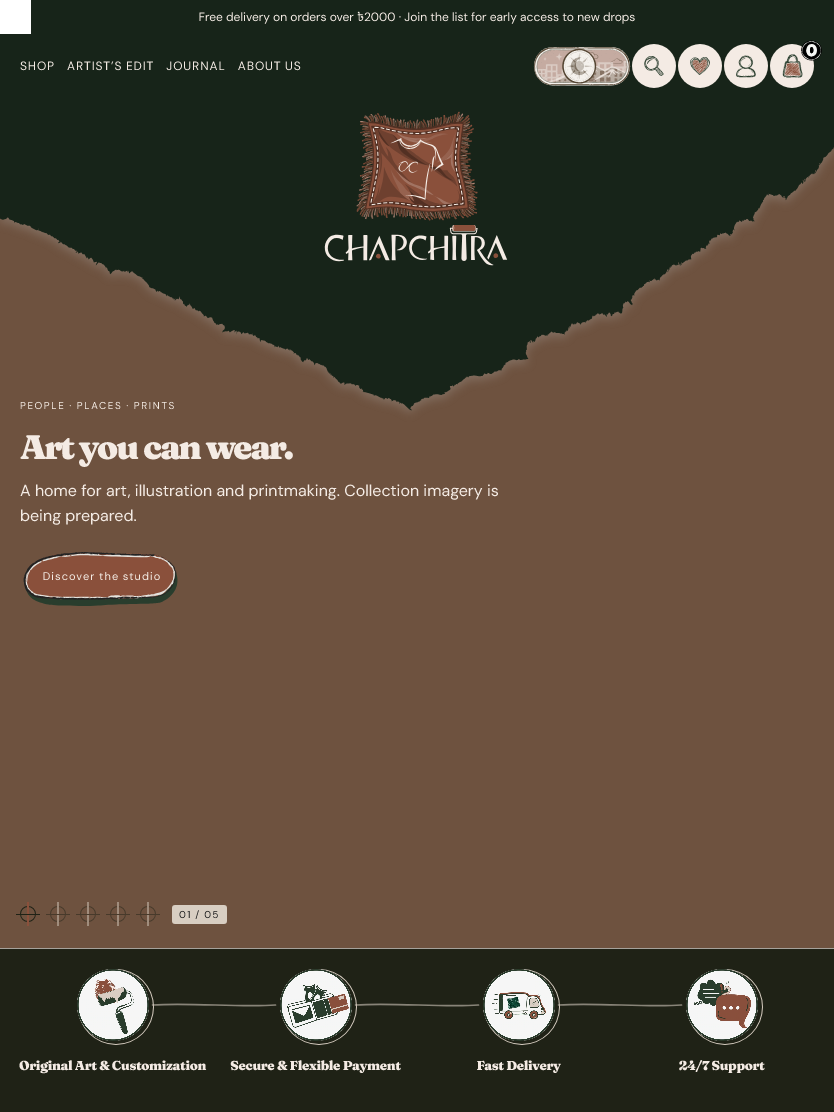 Free delivery on orders over ৳2000 · Join the list for early access to new drops
SHOP ARTIST’S EDIT JOURNAL ABOUT US
0
CHAPCHITRA
PEOPLE · PLACES · PRINTS
Art you can wear.
A home for art, illustration and printmaking. Collection imagery is
being prepared.
Discover the studio
01 / 05
Original Art & Customization Secure & Flexible Payment Fast Delivery 24/7 Support